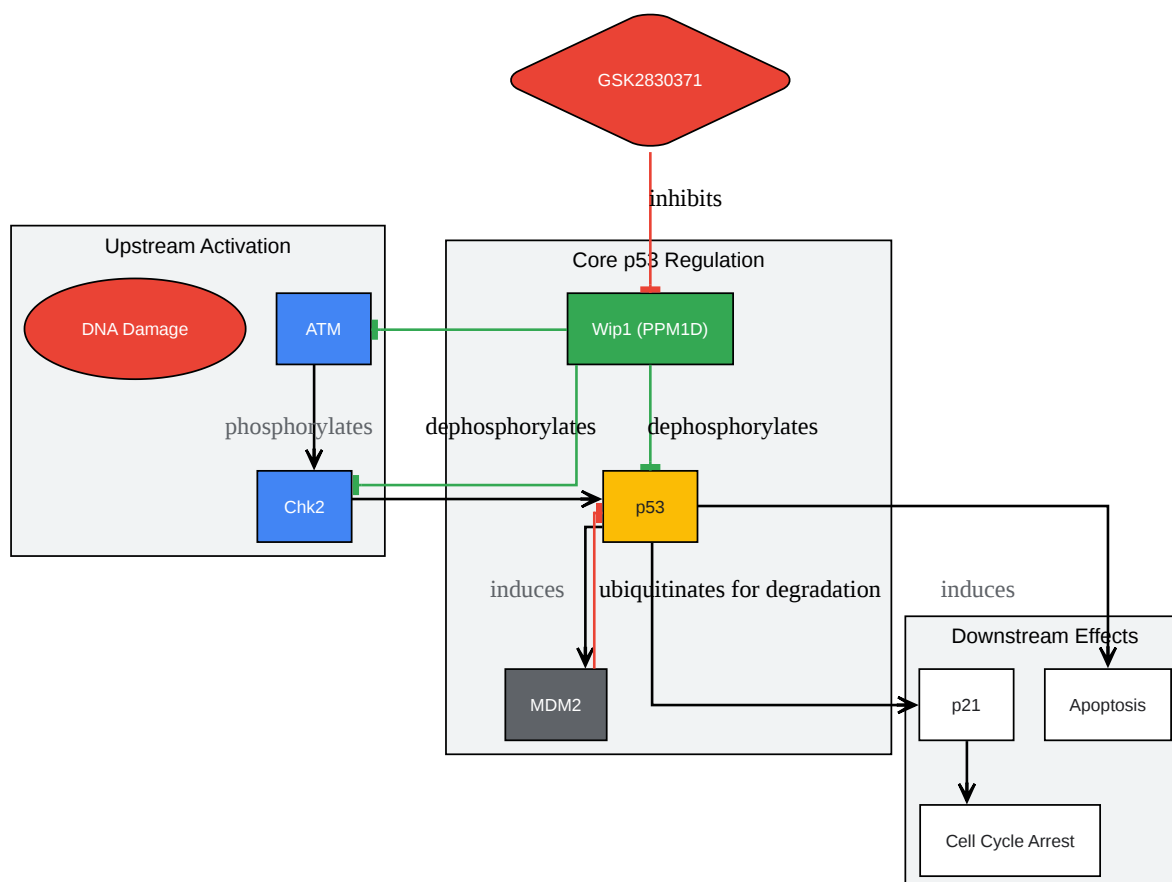 GSK2830371
inhibits
Upstream Activation
Core p53 Regulation
DNA Damage
ATM
Wip1 (PPM1D)
phosphorylates
dephosphorylates
dephosphorylates
Chk2
p53
induces
ubiquitinates for degradation
induces
Downstream Effects
MDM2
p21
Apoptosis
Cell Cycle Arrest